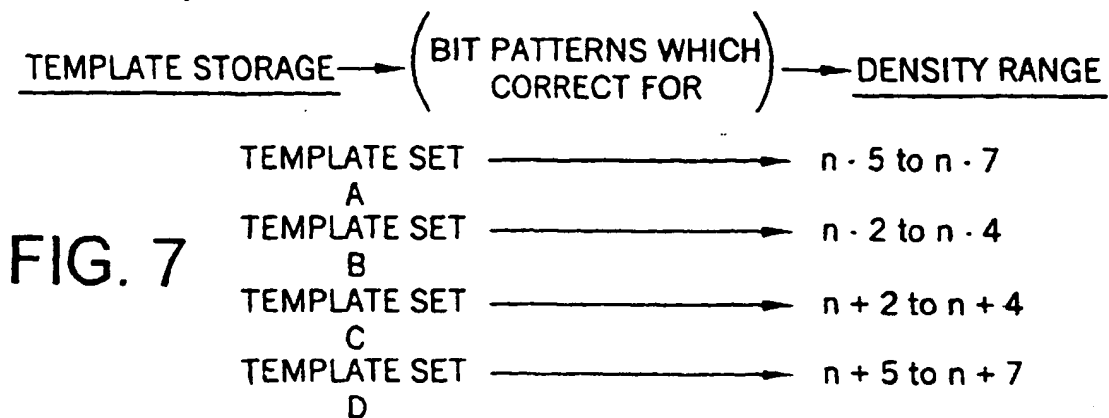 TEMPLATE STORAGE → (BIT PATTERNS WHICH CORRECT FOR) → DENSITY RANGE
TEMPLATE SET A → n - 5 to n - 7
TEMPLATE SET B → n - 2 to n - 4
TEMPLATE SET C → n + 2 to n + 4
TEMPLATE SET D → n + 5 to n + 7
FIG. 7